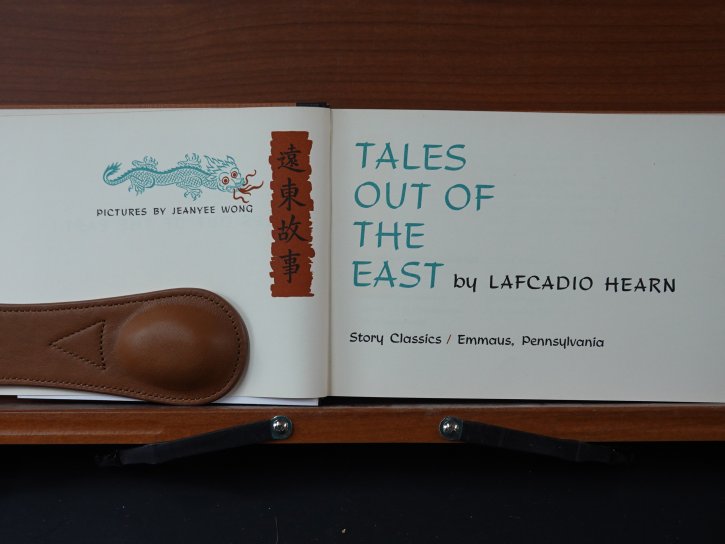 PICTURES BY JEANYEE WONG
遠東故事
TALES
OUT OF
THE
EAST by LAFCADIO HEARN
Story Classics / Emmaus, Pennsylvania